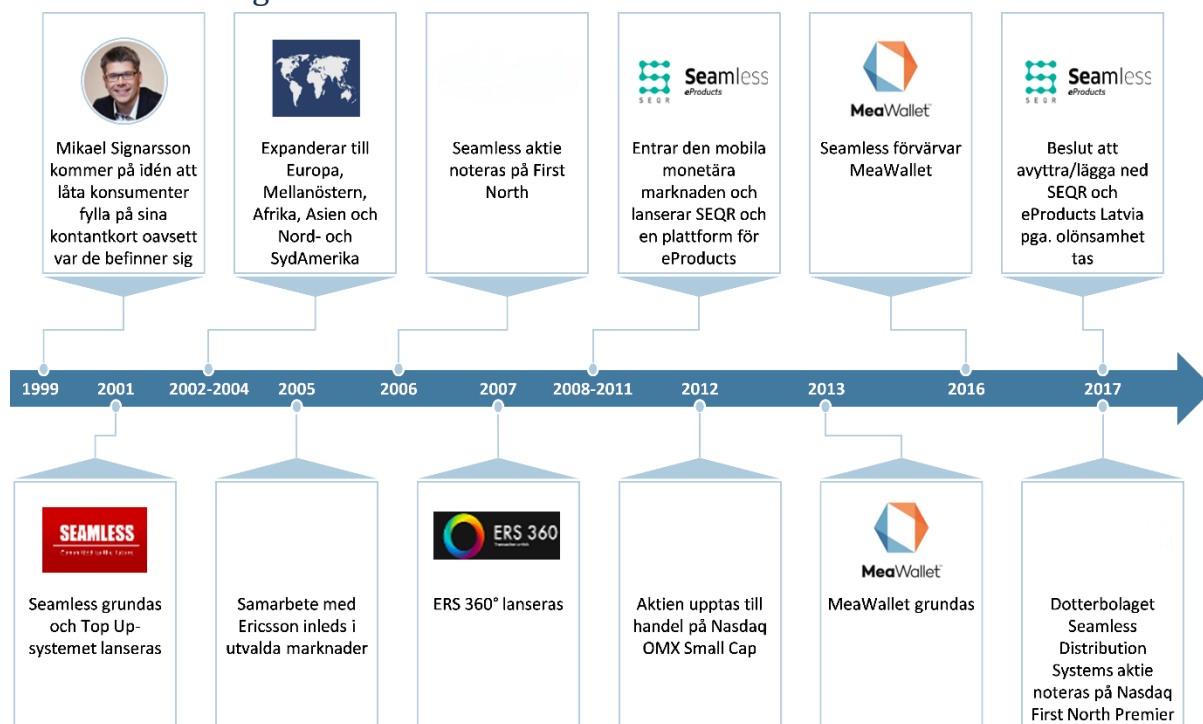 Mikael Signarsson
kommer på idén att
låta konsumenter
fylla på sina
kontantkort oavsett
var de befinner sig
Expanderar till
Europa,
Mellanöstern,
Afrika, Asien och
Nord- och
SydAmerika
Seamless aktie
noteras på First
North
SEQR
Seamless
eProducts
Entrar den mobila
monetära
marknaden och
lanserar SEQR och
en plattform för
eProducts
MeaWallet
Seamless förvärvar
MeaWallet
SEQR
Seamless
eProducts
Beslut att
avyttra/lägga ned
SEQR och
eProducts Latvia
pga. olönsamhet
tas
1999
2001
2002-2004
2005
2006
2007
2008-2011
2012
2013
2016
2017
SEAMLESS
Committed to the future
Seamless grundas
och Top Up-
systemet lanseras
Samarbete med
Ericsson inleds i
utvalda marknader
ERS 360
ERS 360° lanseras
Aktien upptas till
handel på Nasdaq
OMX Small Cap
MeaWallet
MeaWallet grundas
Dotterbolaget
Seamless
Distribution
Systems aktie
noteras på Nasdaq
First North Premier